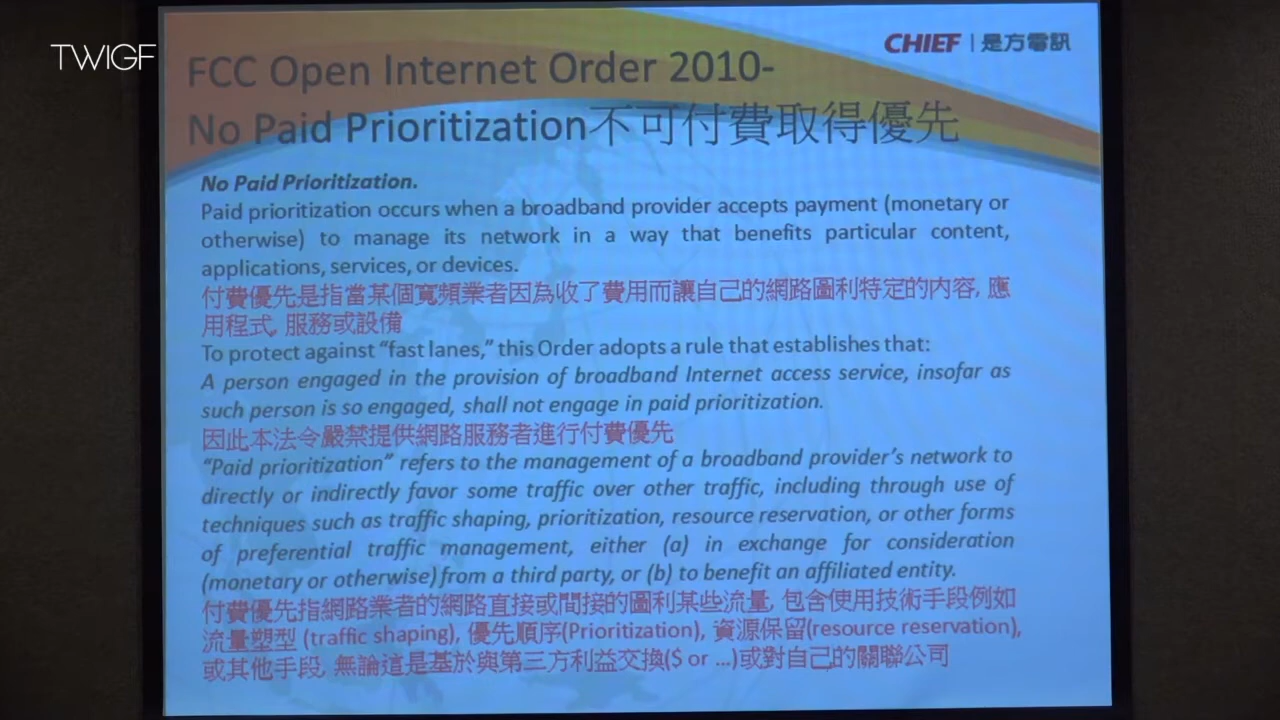 TWIGF
CHIEF | 是方電訊
FCC Open Internet Order 2010-
No Paid Prioritization不可付費取得優先
No Paid Prioritization.
Paid prioritization occurs when a broadband provider accepts payment (monetary or
otherwise) to manage its network in a way that benefits particular content,
applications, services, or devices.
付費優先是指當某個寬頻業者因為收了費用而讓自己的網路圖利特定的內容, 應
用程式, 服務或設備
To protect against “fast lanes,” this Order adopts a rule that establishes that:
A person engaged in the provision of broadband Internet access service, insofar as
such person is so engaged, shall not engage in paid prioritization.
因此本法令嚴禁提供網路服務者進行付費優先
“Paid prioritization” refers to the management of a broadband provider’s network to
directly or indirectly favor some traffic over other traffic, including through use of
techniques such as traffic shaping, prioritization, resource reservation, or other forms
of preferential traffic management, either (a) in exchange for consideration
(monetary or otherwise) from a third party, or (b) to benefit an affiliated entity.
付費優先指網路業者的網路直接或間接的圖利某些流量, 包含使用技術手段例如
流量塑型 (traffic shaping), 優先順序(Prioritization), 資源保留(resource reservation),
或其他手段, 無論這是基於與第三方利益交換($ or ...)或對自己的關聯公司